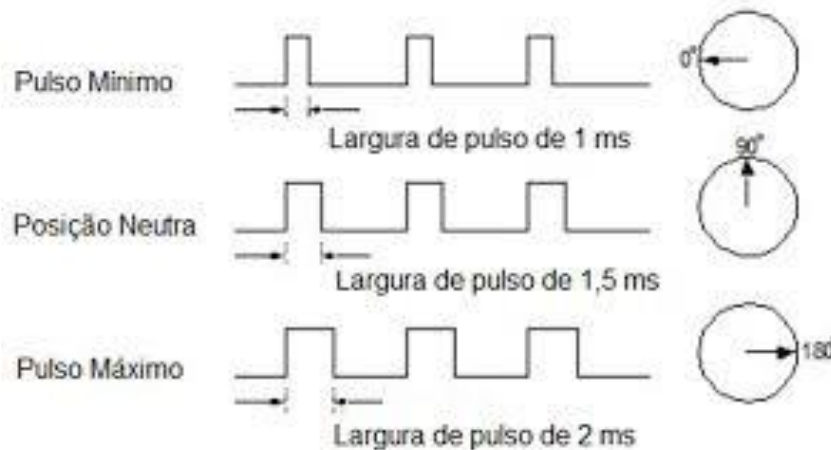 Pulso Mínimo
0°
Largura de pulso de 1 ms
90°
Posição Neutra
Largura de pulso de 1,5 ms
Pulso Máximo
180
Largura de pulso de 2 ms